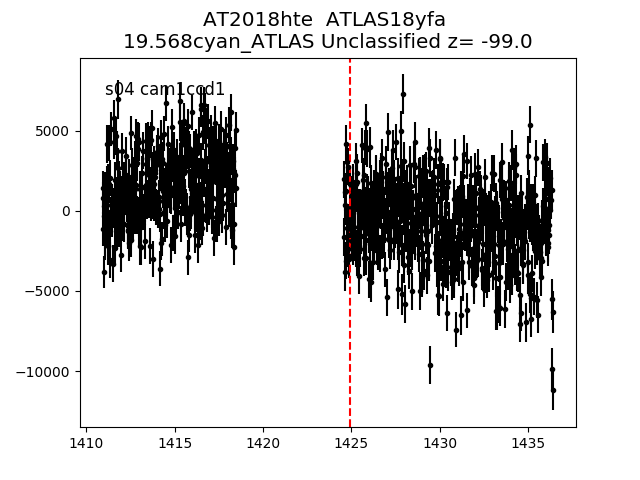 AT2018hte  ATLAS18yfa
19.568cyan_ATLAS Unclassified z= -99.0
s04 cam1ccd1
5000
0
−5000
−10000
1410 1415 1420 1425 1430 1435